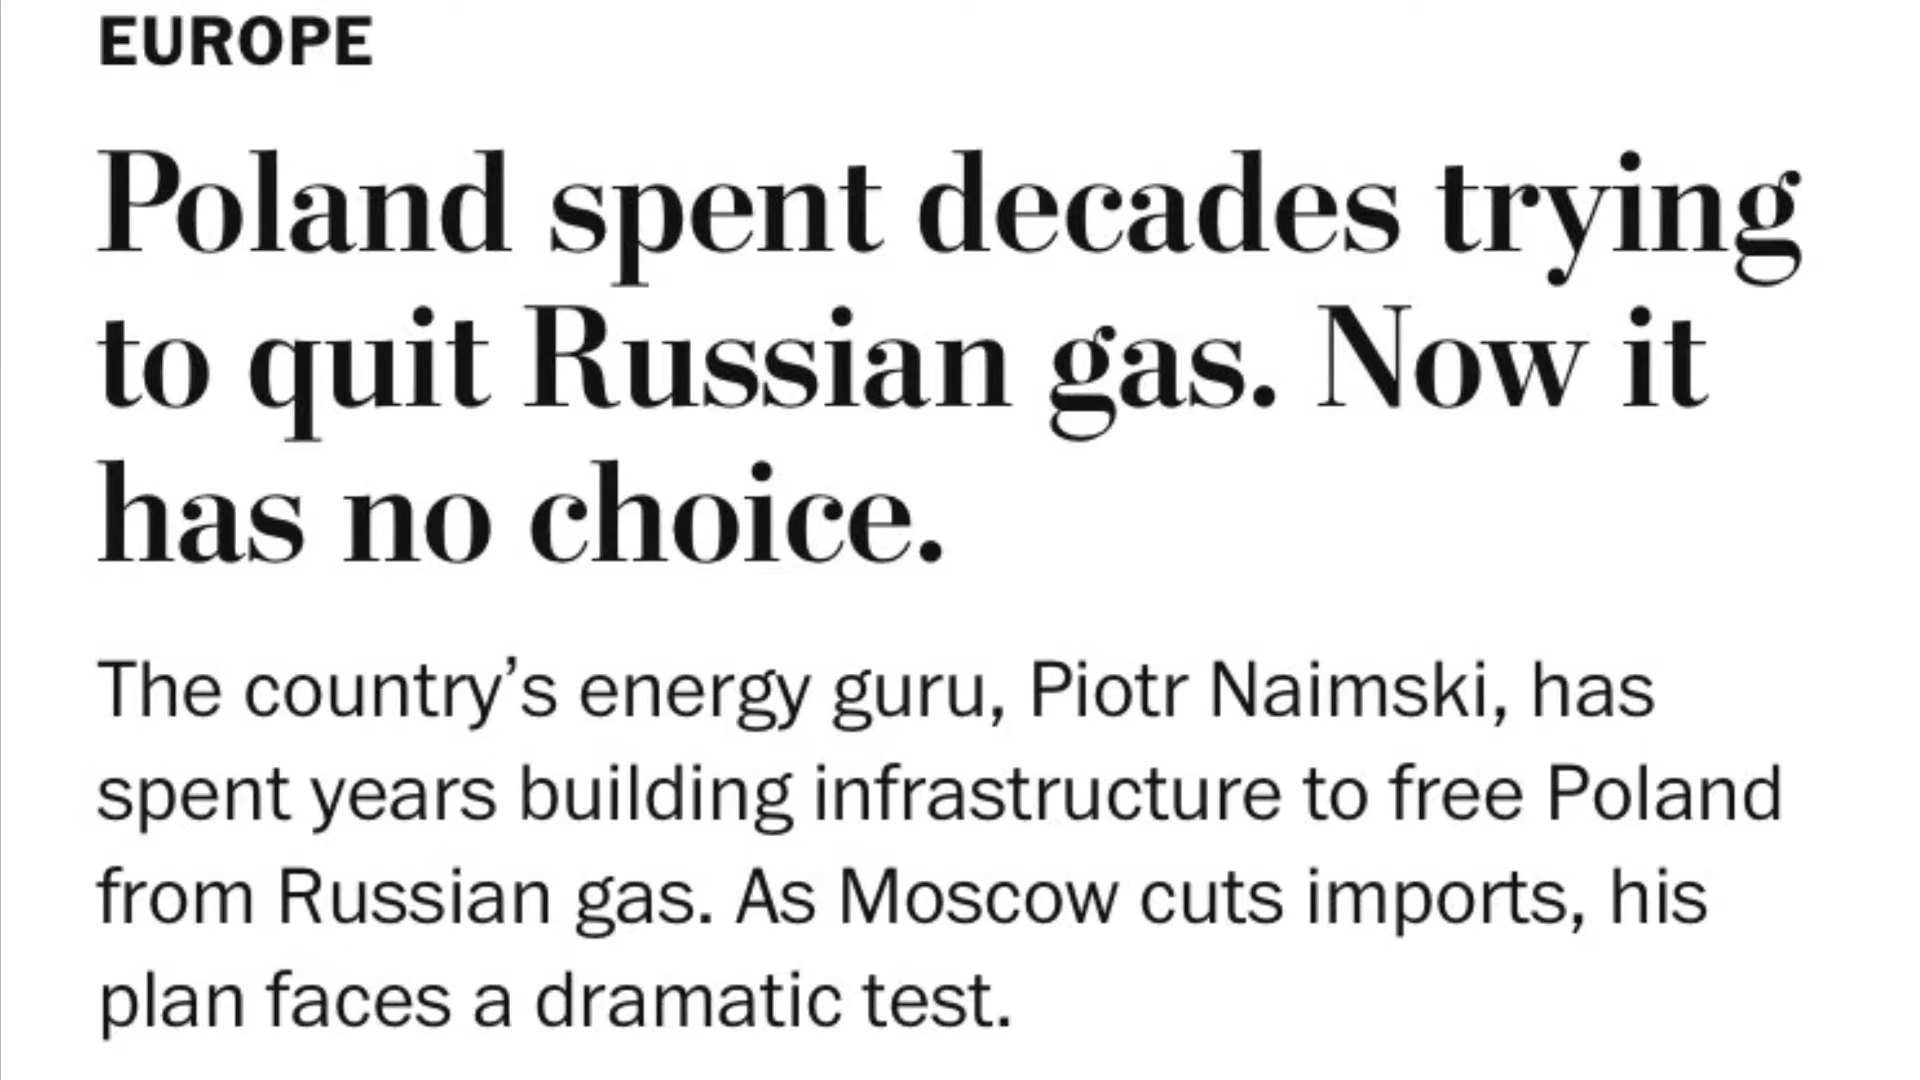 EUROPE
Poland spent decades trying
to quit Russian gas. Now it
has no choice.
The country’s energy guru, Piotr Naimski, has
spent years building infrastructure to free Poland
from Russian gas. As Moscow cuts imports, his
plan faces a dramatic test.